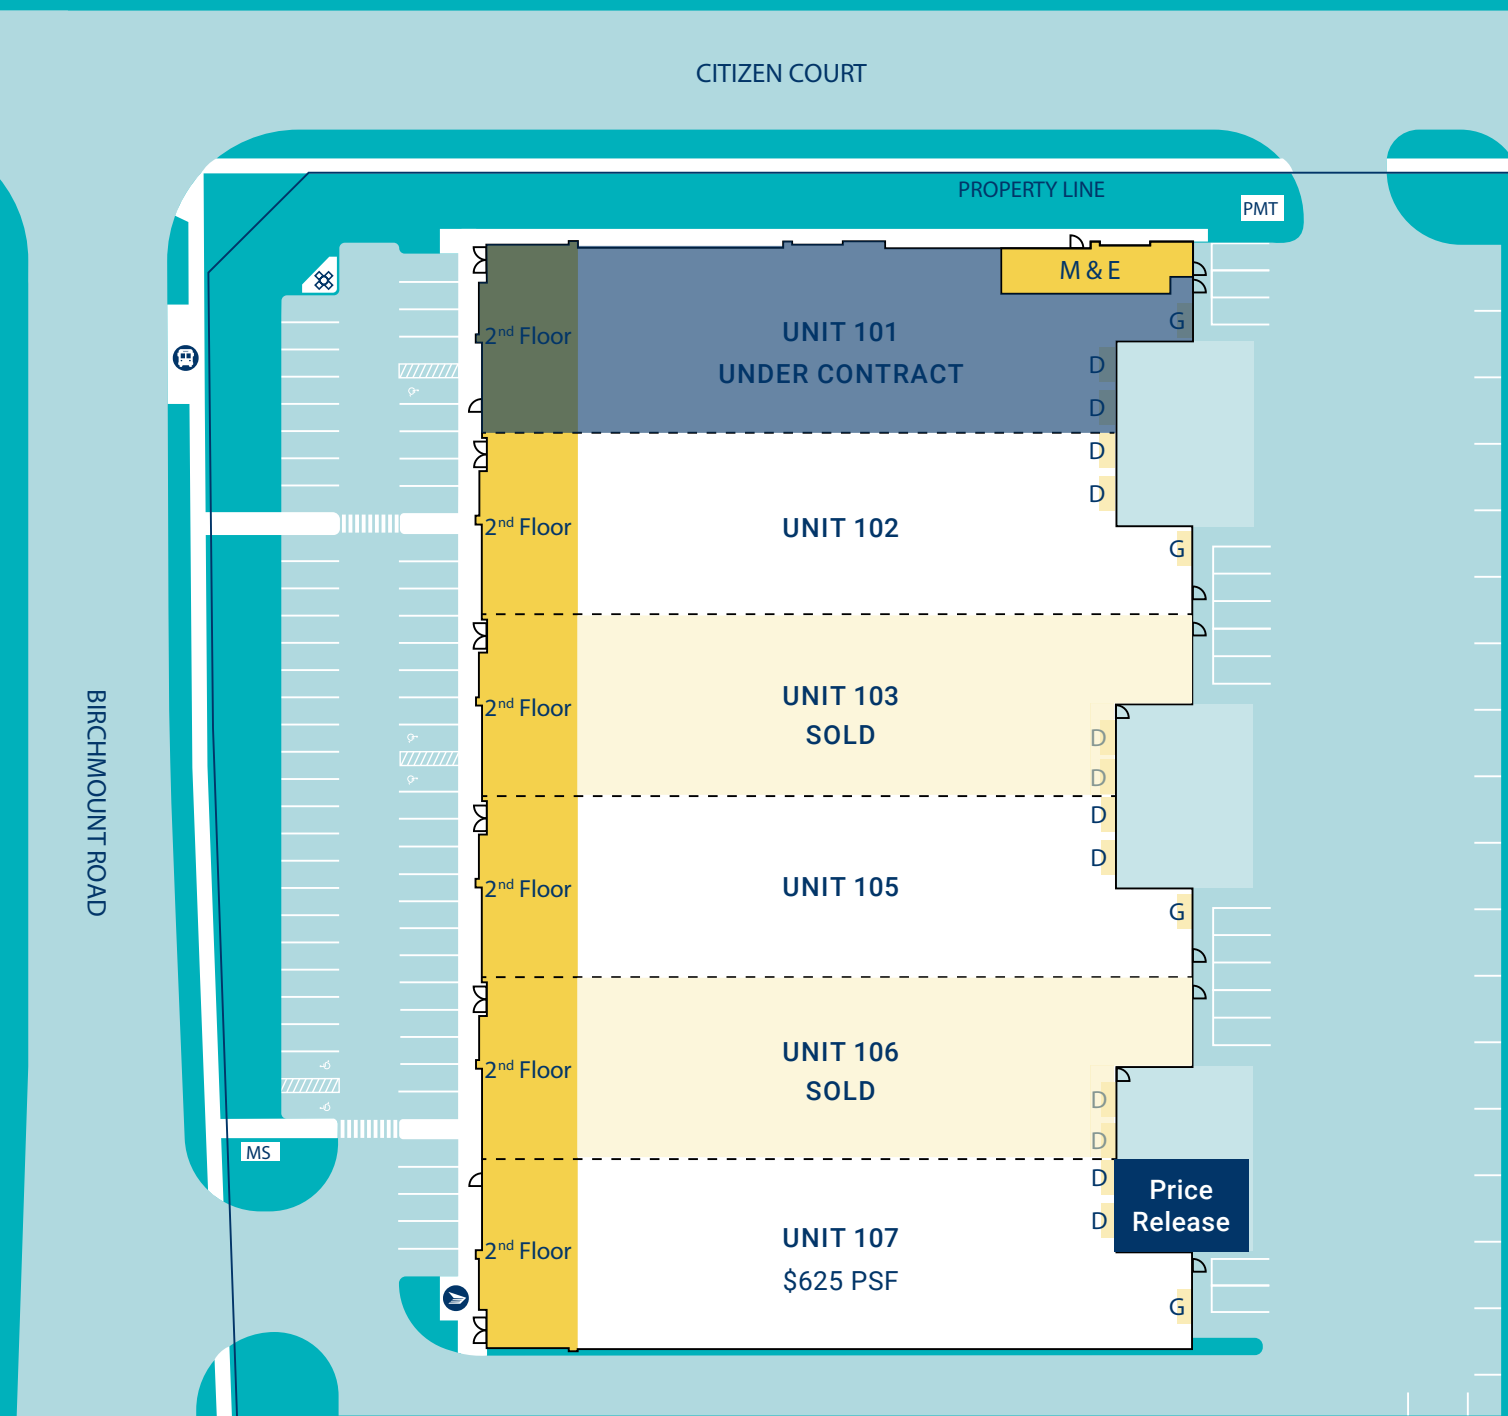 CITIZEN COURT
PROPERTY LINE
PMT
M & E
G
2nd Floor
UNIT 101
UNDER CONTRACT
D
D
D
D
2nd Floor
UNIT 102
G
2nd Floor
UNIT 103
SOLD
D
D
D
D
BIRCHMOUNT ROAD
2nd Floor
UNIT 105
G
2nd Floor
UNIT 106
SOLD
D
D
MS
D
D
Price
Release
2nd Floor
UNIT 107
$625 PSF
G